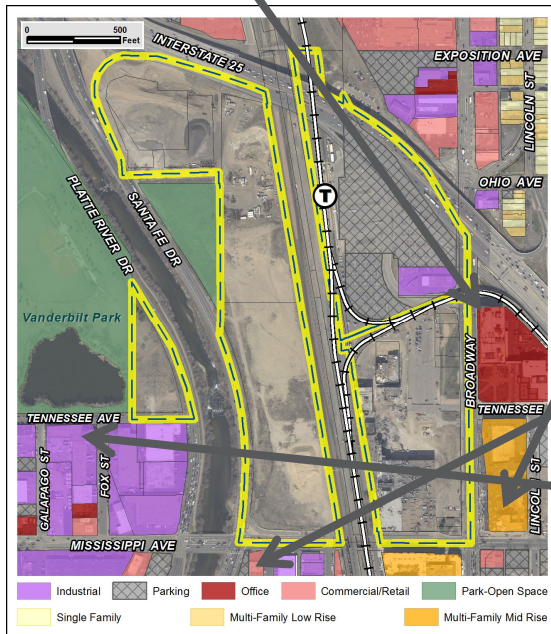 0 500
Feet
INTERSTATE 25
EXPOSITION AVE
LINCOLN ST
OHIO AVE
T
PLATTE RIVER DR
SANTA FE DR
Vanderbilt Park
BROADWAY
TENNESSEE AVE
TENNESSEE
GALAPAGO ST
FOX ST
LINCOLN ST
MISSISSIPPI AVE
Industrial Parking Office Commercial/Retail Park-Open Space
Single Family Multi-Family Low Rise Multi-Family Mid Rise